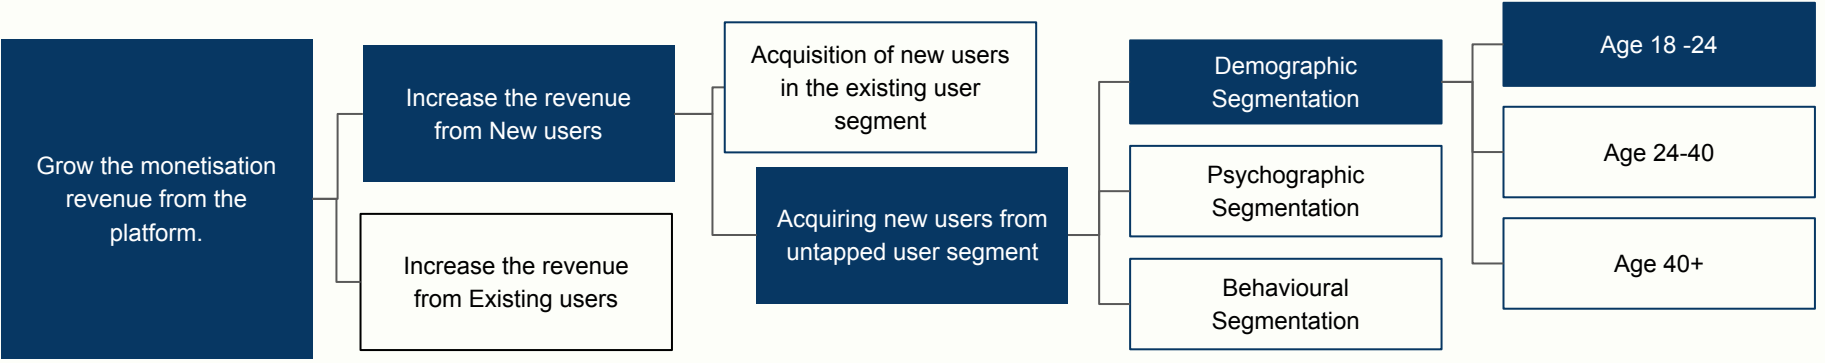 Grow the monetisation
revenue from the
platform.
Increase the revenue
from New users
Increase the revenue
from Existing users
Acquisition of new users
in the existing user
segment
Acquiring new users from
untapped user segment
Demographic
Segmentation
Psychographic
Segmentation
Behavioural
Segmentation
Age 18 -24
Age 24-40
Age 40+